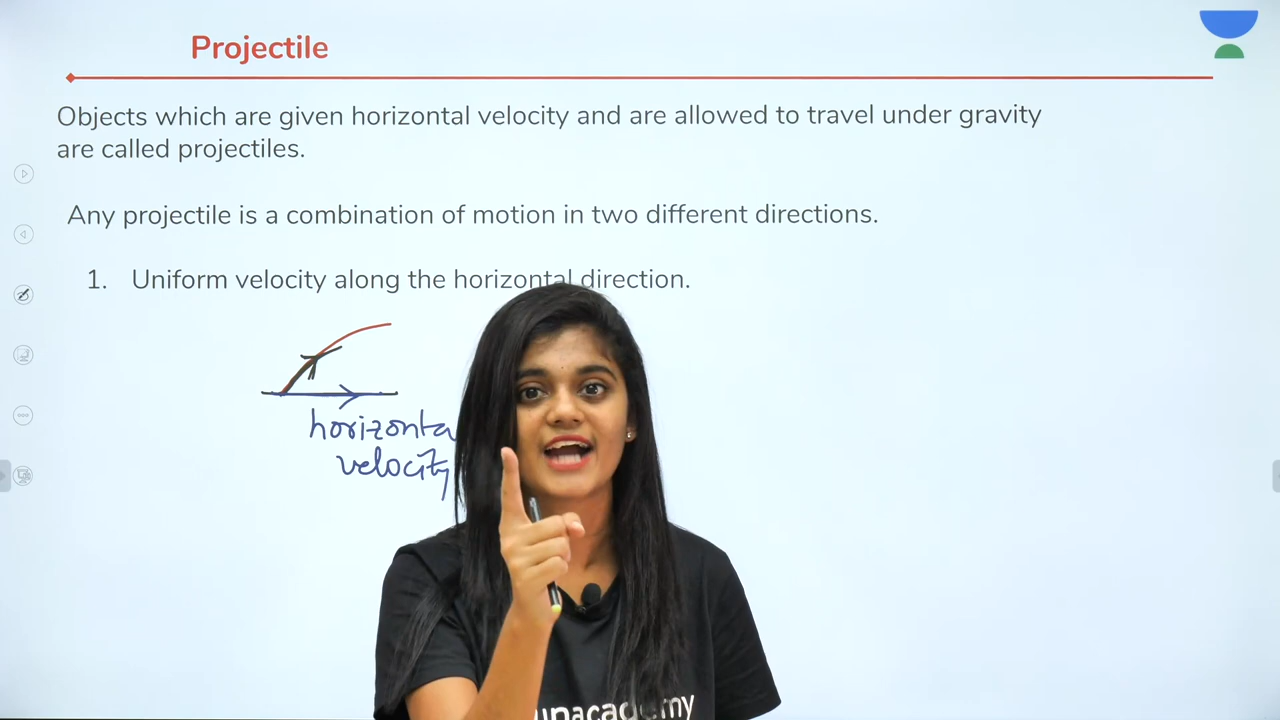 Projectile
Objects which are given horizontal velocity and are allowed to travel under gravity
are called projectiles.
Any projectile is a combination of motion in two different directions.
1. Uniform velocity along the horizontal direction.
horizonta
velocity
unacademy